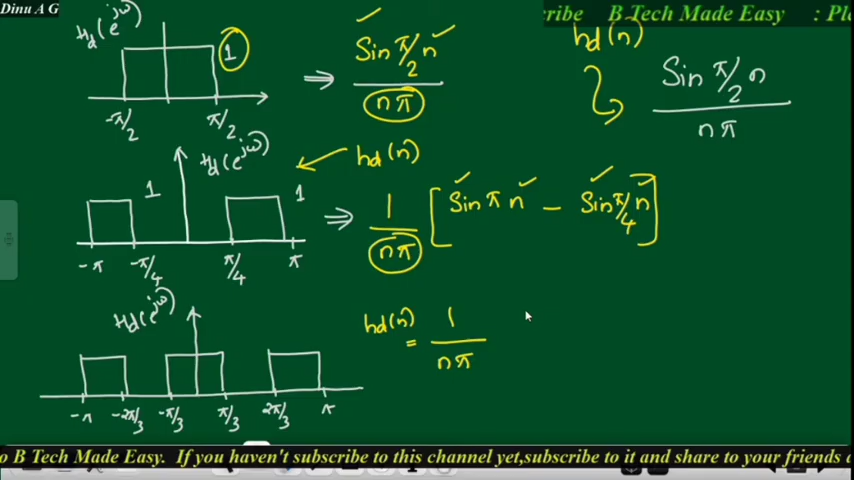 Dinu A G
cribe B Tech Made Easy : Ple
Hd(e^jω)
1
-π/2 π/2
⇒ Sin π/2 n / nπ
hd(n)
Sin π/2 n / nπ
Hd(e^jω)
1 1
-π -π/4 π/4 π
hd(n)
⇒ 1/nπ [Sin π n - Sin π/4 n]
Hd(e^jω)
-π -2π/3 -π/3 π/3 2π/3 π
hd(n) = 1/nπ
o B Tech Made Easy. If you haven't subscribe to this channel yet,subscribe to it and share to your friends a